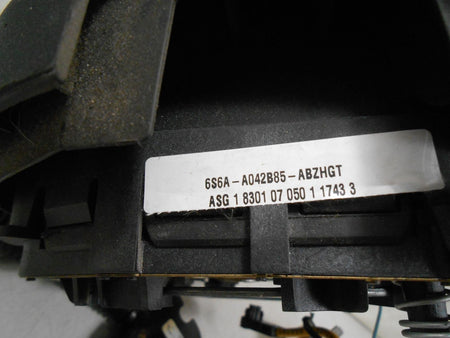 6S6A-A042B85-ABZHGT
ASG 1 8301 07 050 1 1743 3